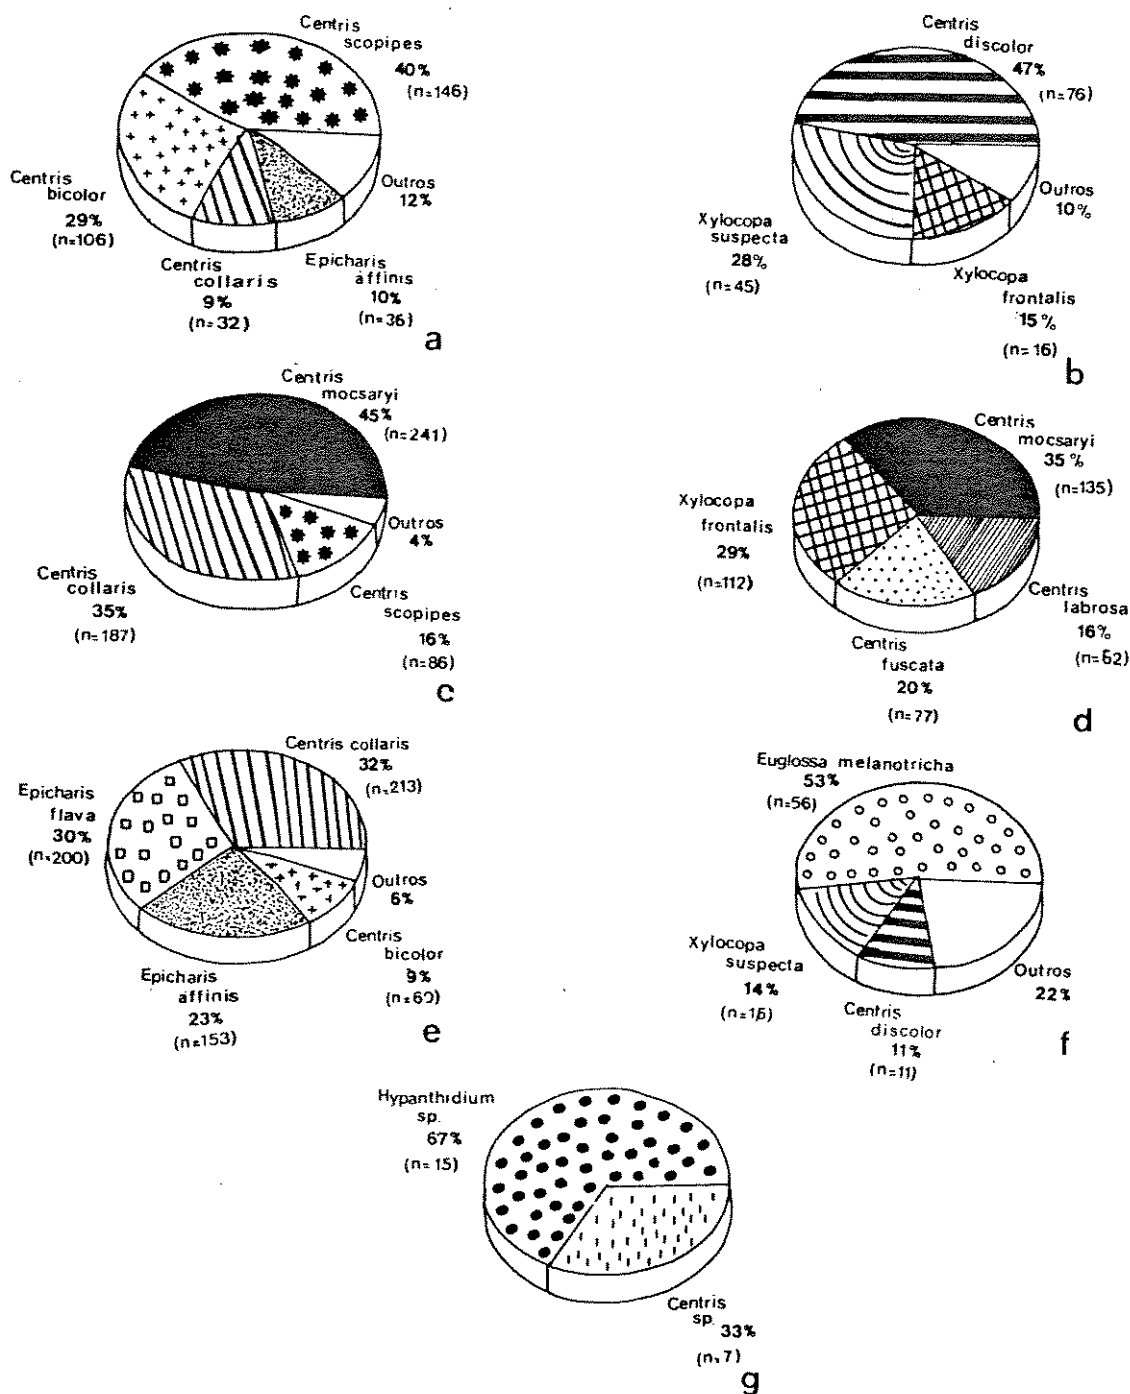 Centris
scopipes
40%
(n=146)
Centris
bicolor
29%
(n=106)
Centris
collaris
9%
(n=32)
Epicharis
affinis
10%
(n=36)
Outros
12%
a
Centris
discolor
47%
(n=76)
Xylocopa
suspecta
28%
(n=45)
Xylocopa
frontalis
15%
(n=16)
Outros
10%
b
Centris
mocsaryi
45%
(n=241)
Centris
collaris
35%
(n=187)
Centris
scopipes
16%
(n=86)
Outros
4%
c
Centris
mocsaryi
35%
(n=135)
Xylocopa
frontalis
29%
(n=112)
Centris
fuscata
20%
(n=77)
Centris
labrosa
16%
(n=62)
d
Centris collaris
32%
(n=213)
Epicharis
flava
30%
(n=200)
Epicharis
affinis
23%
(n=153)
Centris
bicolor
9%
(n=60)
Outros
6%
e
Euglossa melanotricha
53%
(n=56)
Xylocopa
suspecta
14%
Centris
discolor
11%
(n=11)
Outros
22%
f
Hypanthidium
sp.
67%
(n=15)
Centris
sp.
33%
(n=7)
g